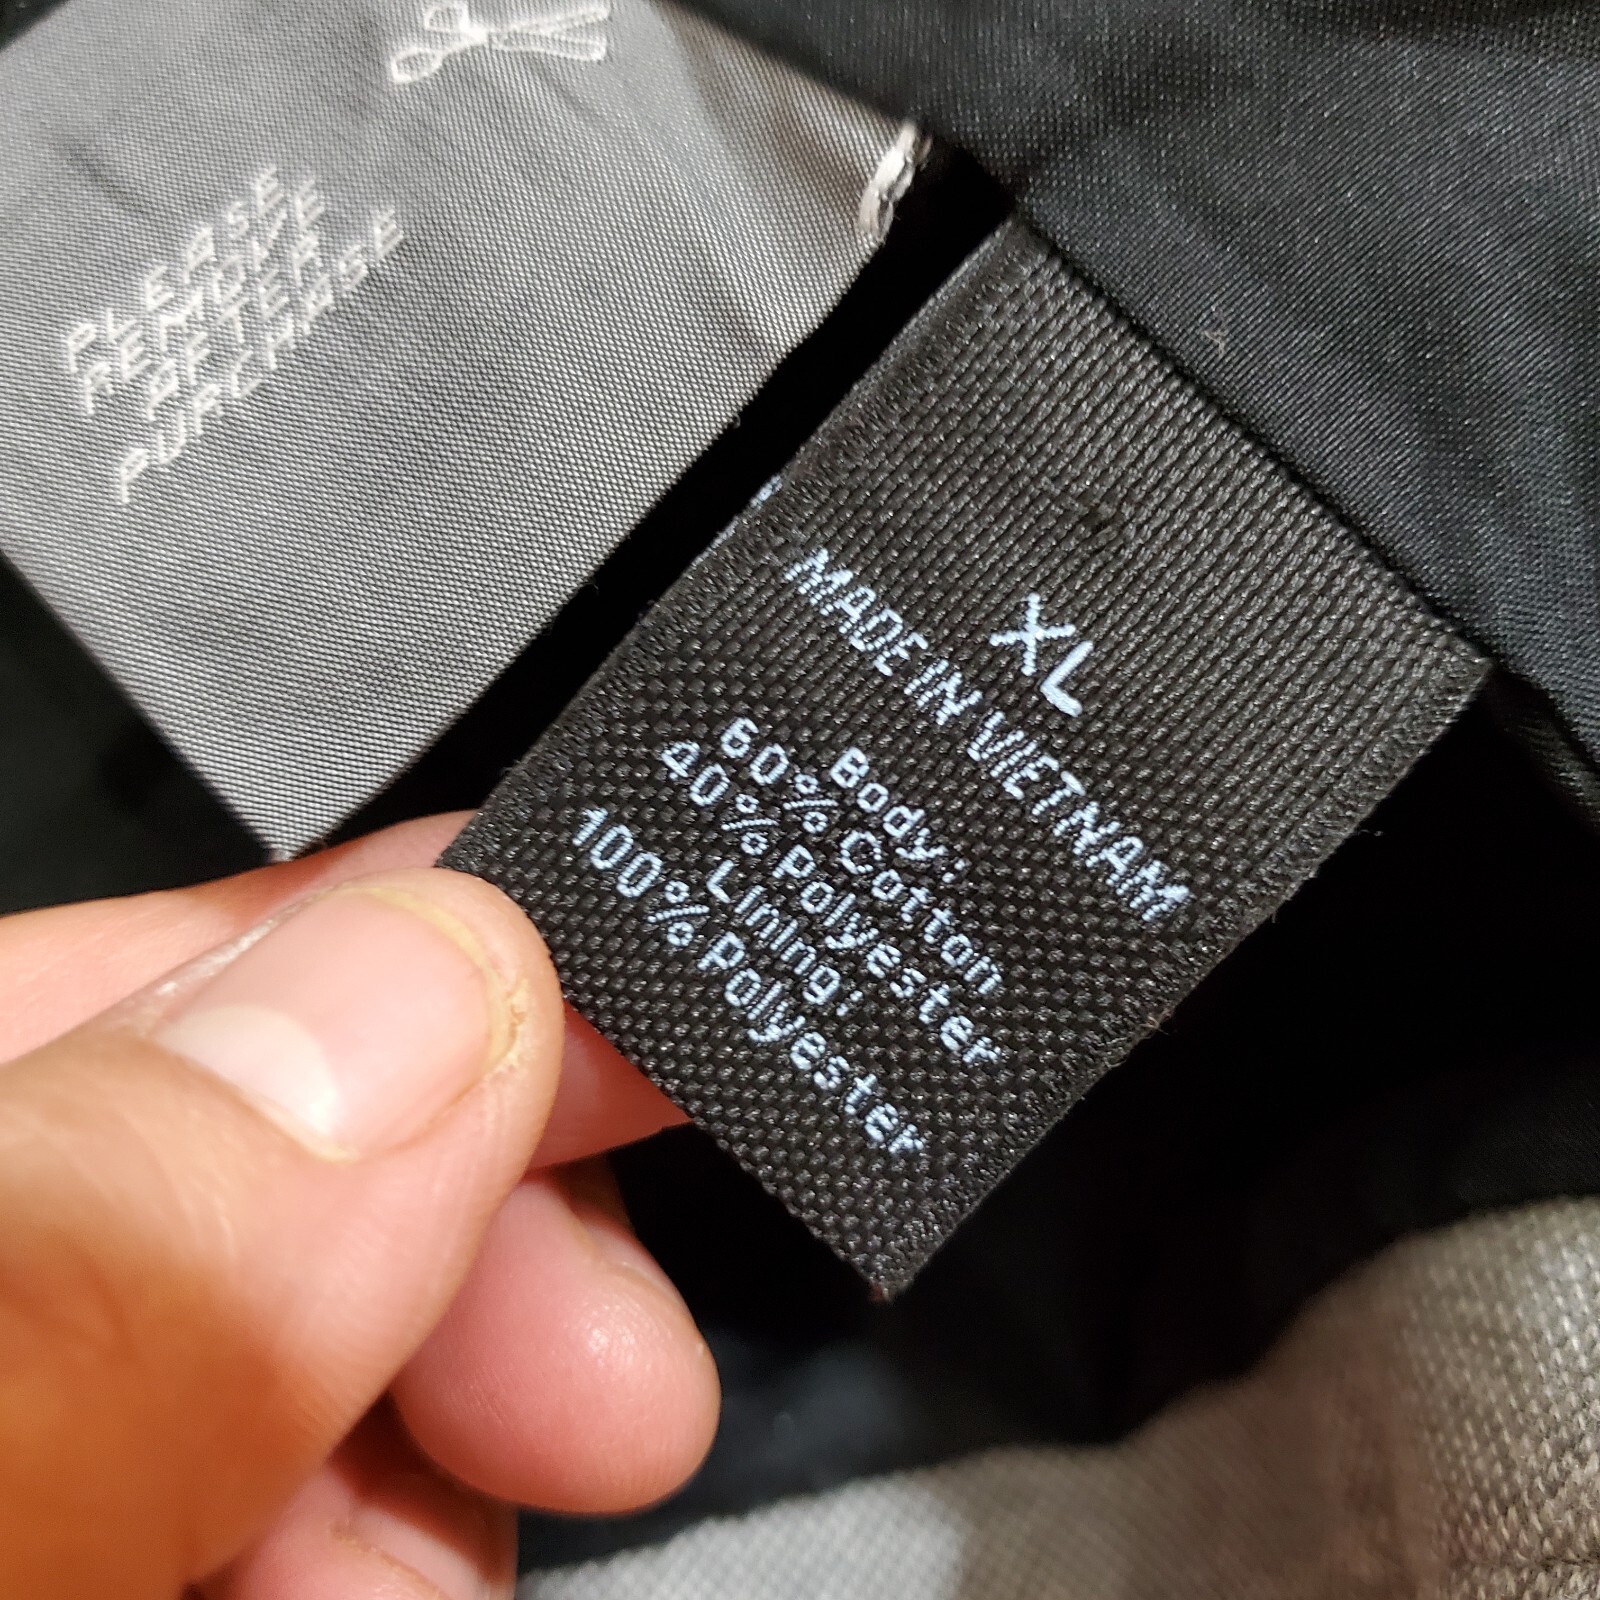 PLEASE
REMOVE
AFTER
PURCHASE
XL
MADE IN VIETNAM
Body:
60% Cotton
40% Polyester
Lining:
100% Polyester